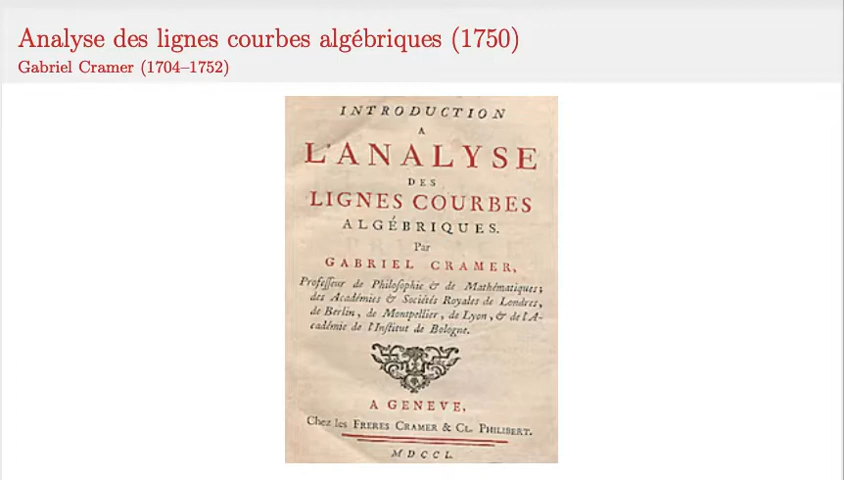 Analyse des lignes courbes algébriques (1750)
Gabriel Cramer (1704–1752)
INTRODUCTION
A
L'ANALYSE
DES
LIGNES COURBES
ALGÉBRIQUES.
Par
GABRIEL CRAMER,
Professeur de Philosophie & de Mathématiques;
des Académies & Sociétés Royales de Londres,
de Berlin, de Montpellier, de Lyon, & de l'A-
cadémie de l'Institut de Bologne.
A GENEVE,
Chez les FRERES CRAMER & CL. PHILIBERT.
MDCCL.